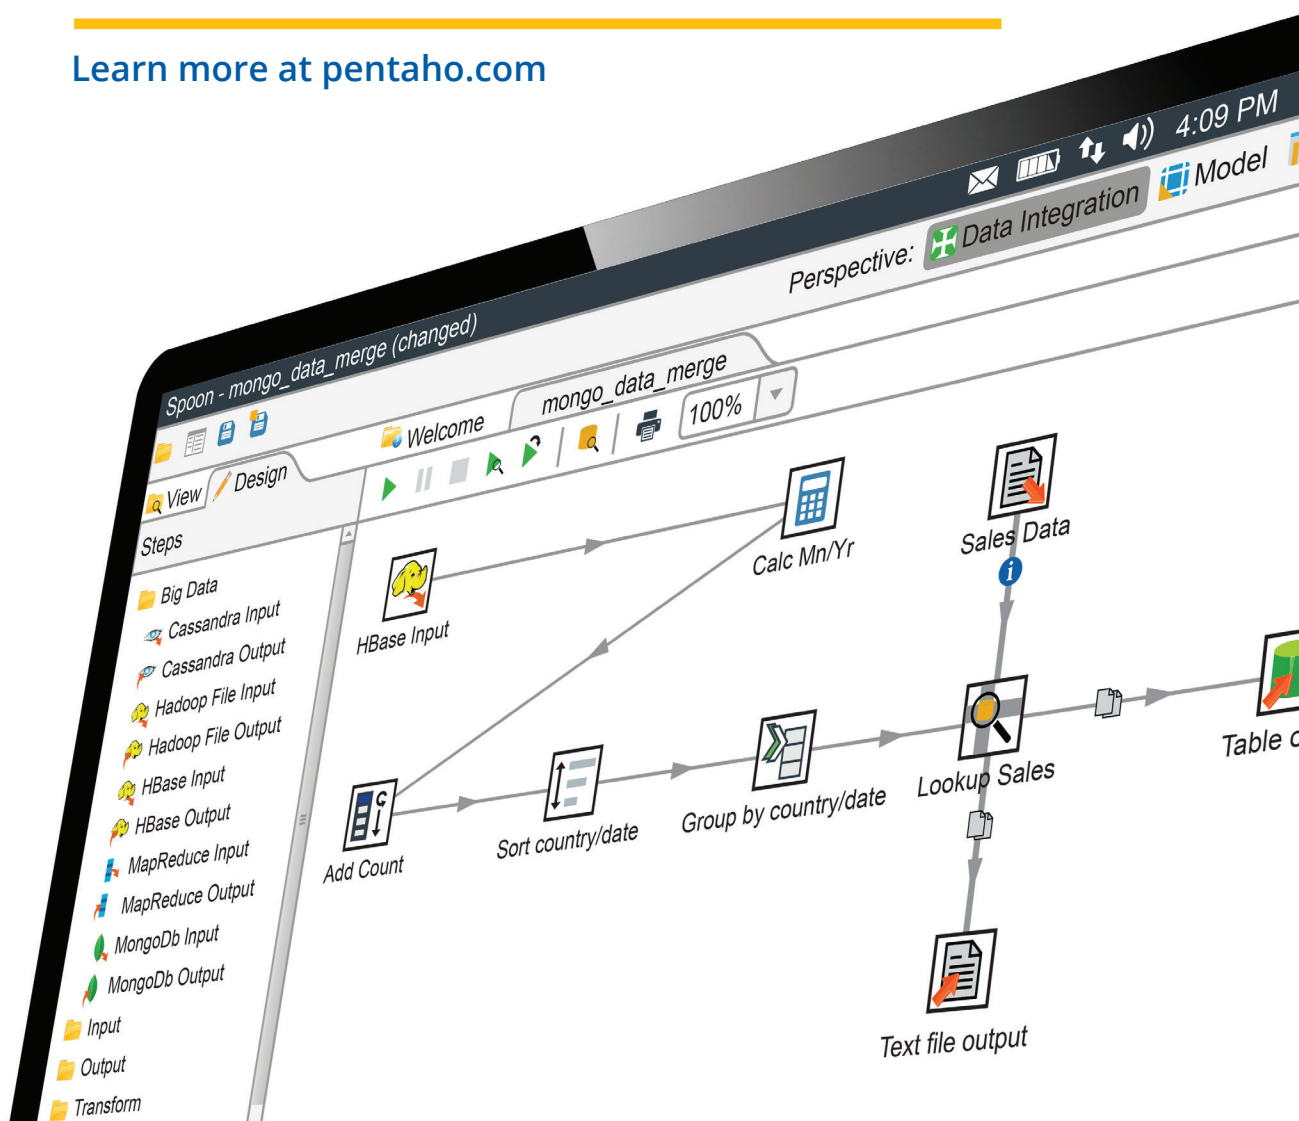 Learn more at pentaho.com
4:09 PM
Perspective:
Data Integration
Model
Spoon - mongo_data_merge (changed)
Welcome
mongo_data_merge
100%
View
Design
Steps
Big Data
Cassandra Input
Cassandra Output
Hadoop File Input
Hadoop File Output
HBase Input
HBase Output
MapReduce Input
MapReduce Output
MongoDb Input
MongoDb Output
Input
Output
Transform
HBase Input
Calc Mn/Yr
Sales Data
i
Add Count
Sort country/date
Group by country/date
Lookup Sales
Table
Text file output